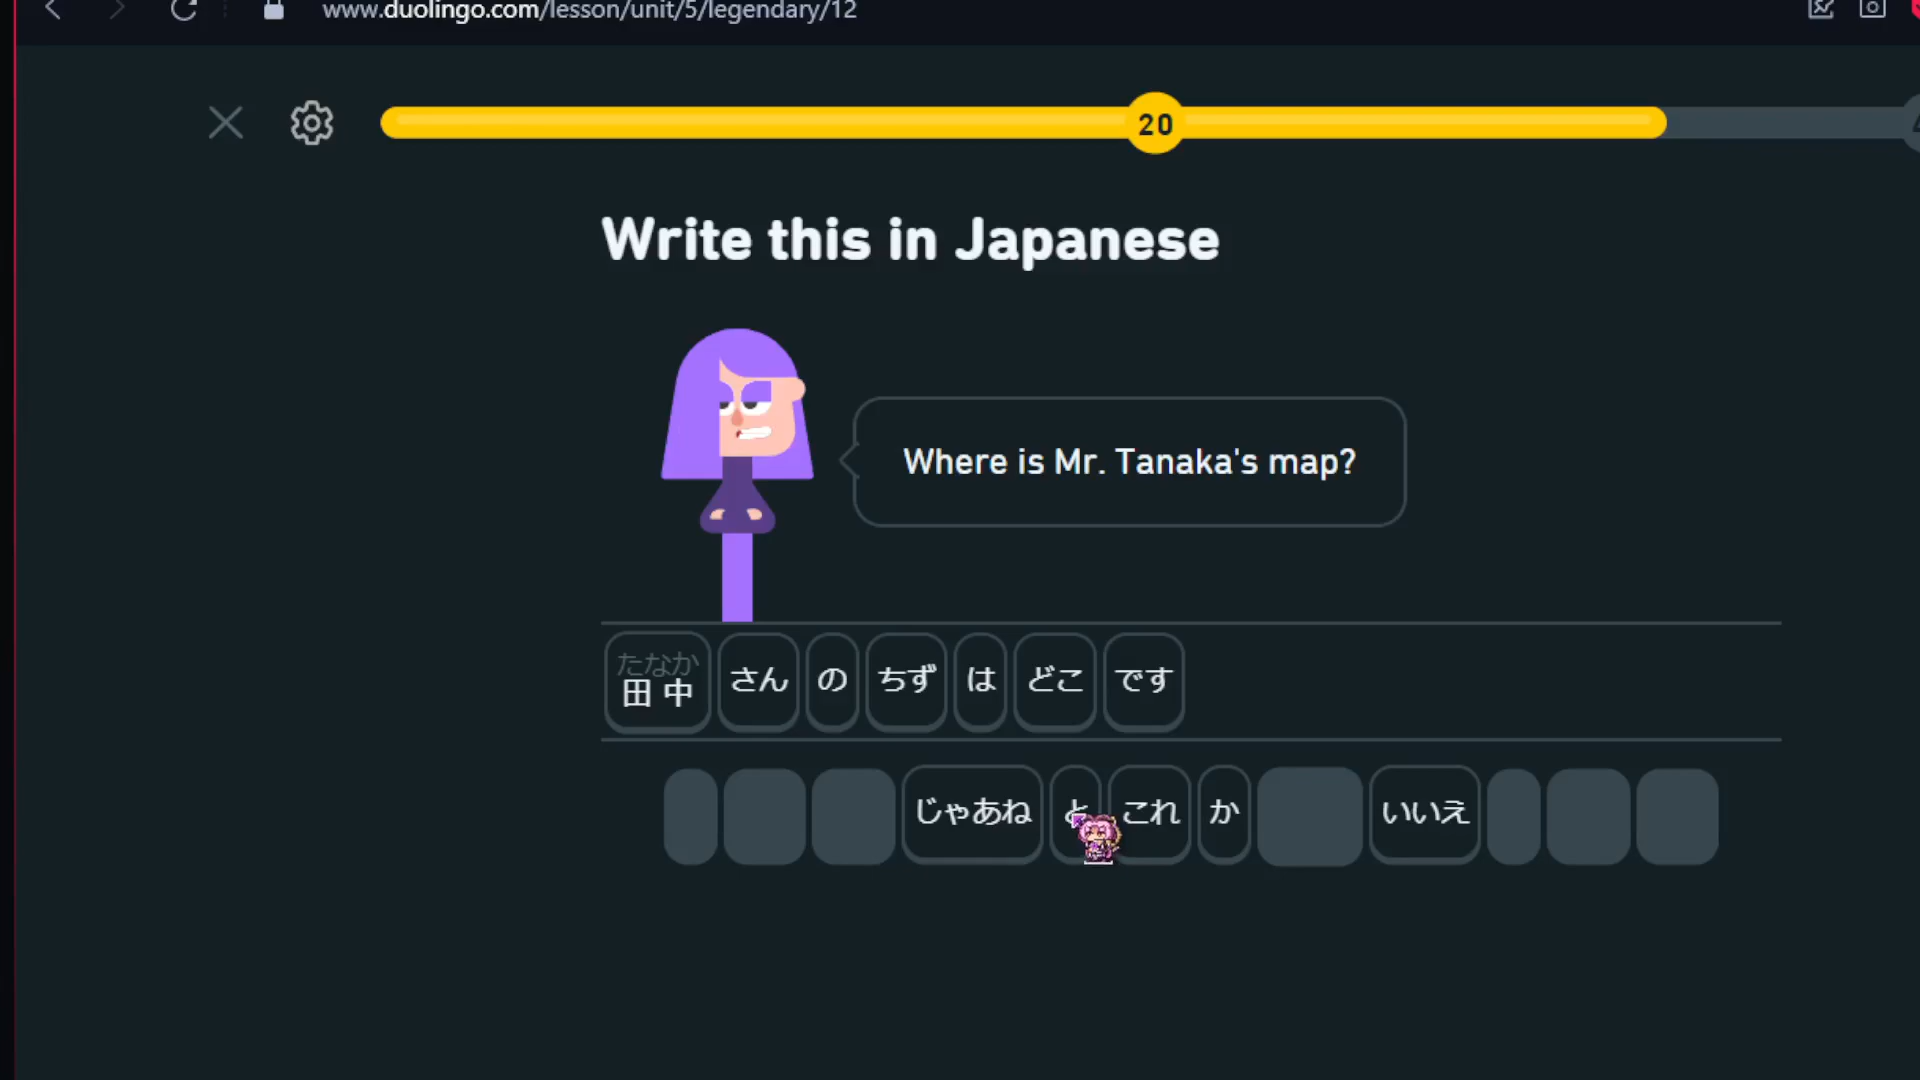 www.duolingo.com/lesson/unit/5/legendary/12
20
Write this in Japanese
Where is Mr. Tanaka's map?
たなか
田中 さん の ちず は どこ です
じゃあね と これ か いいえ